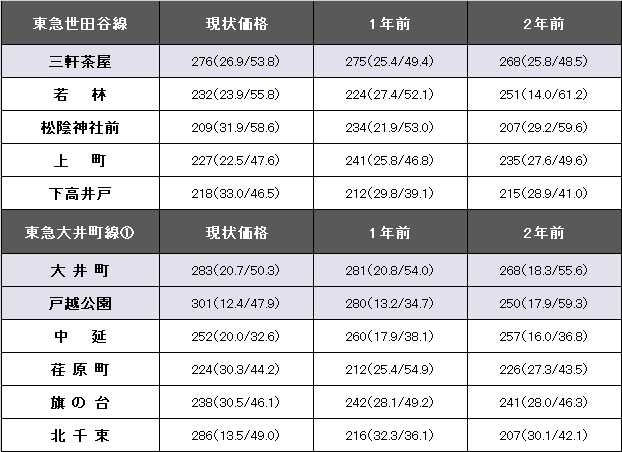 東急世田谷線 現状価格 1年前 2年前
三軒茶屋 276(26.9/53.8) 275(25.4/49.4) 268(25.8/48.5)
若 林 232(23.9/55.8) 224(27.4/52.1) 251(14.0/61.2)
松陰神社前 209(31.9/58.6) 234(21.9/53.0) 207(29.2/59.6)
上 町 227(22.5/47.6) 241(25.8/46.8) 235(27.6/49.6)
下高井戸 218(33.0/46.5) 212(29.8/39.1) 215(28.9/41.0)
東急大井町線① 現状価格 1年前 2年前
大 井 町 283(20.7/50.3) 281(20.8/54.0) 268(18.3/55.6)
戸越公園 301(12.4/47.9) 280(13.2/34.7) 250(17.9/59.3)
中 延 252(20.0/32.6) 260(17.9/38.1) 257(16.0/36.8)
荏 原 町 224(30.3/44.2) 212(25.4/54.9) 226(27.3/43.5)
旗 の 台 238(30.5/46.1) 242(28.1/49.2) 241(28.0/46.3)
北 千 束 286(13.5/49.0) 216(32.3/36.1) 207(30.1/42.1)